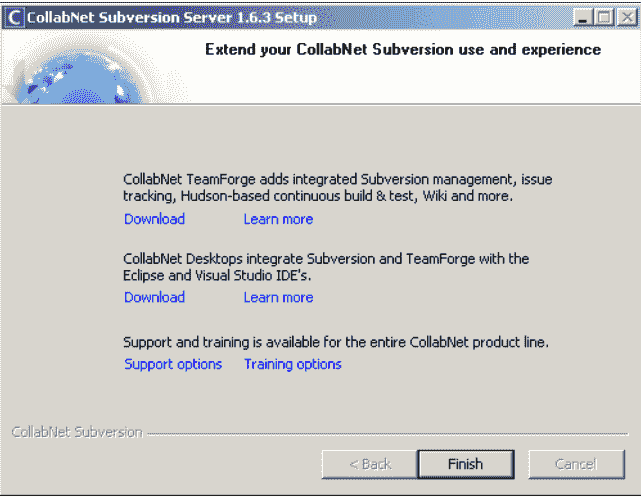 CollabNet Subversion Server 1.6.3 Setup
Extend your CollabNet Subversion use and experience
CollabNet TeamForge adds integrated Subversion management, issue
tracking, Hudson-based continuous build & test, Wiki and more.
Download Learn more
CollabNet Desktops integrate Subversion and TeamForge with the
Eclipse and Visual Studio IDE's.
Download Learn more
Support and training is available for the entire CollabNet product line.
Support options Training options
CollabNet Subversion
< Back Finish Cancel